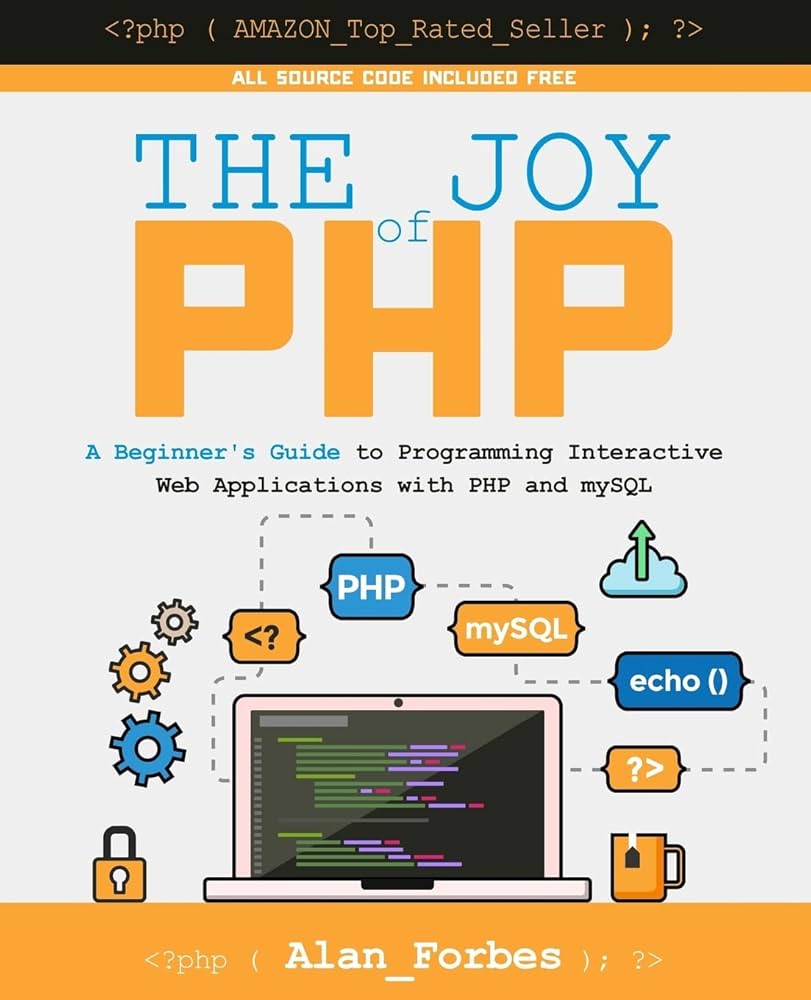 <?php ( AMAZON_Top_Rated_Seller ); ?>
ALL SOURCE CODE INCLUDED FREE
THE JOY
of
PHP
A Beginner's Guide to Programming Interactive
Web Applications with PHP and mySQL
PHP
<?
mySQL
echo ()
?>
<?php ( Alan_Forbes ); ?>